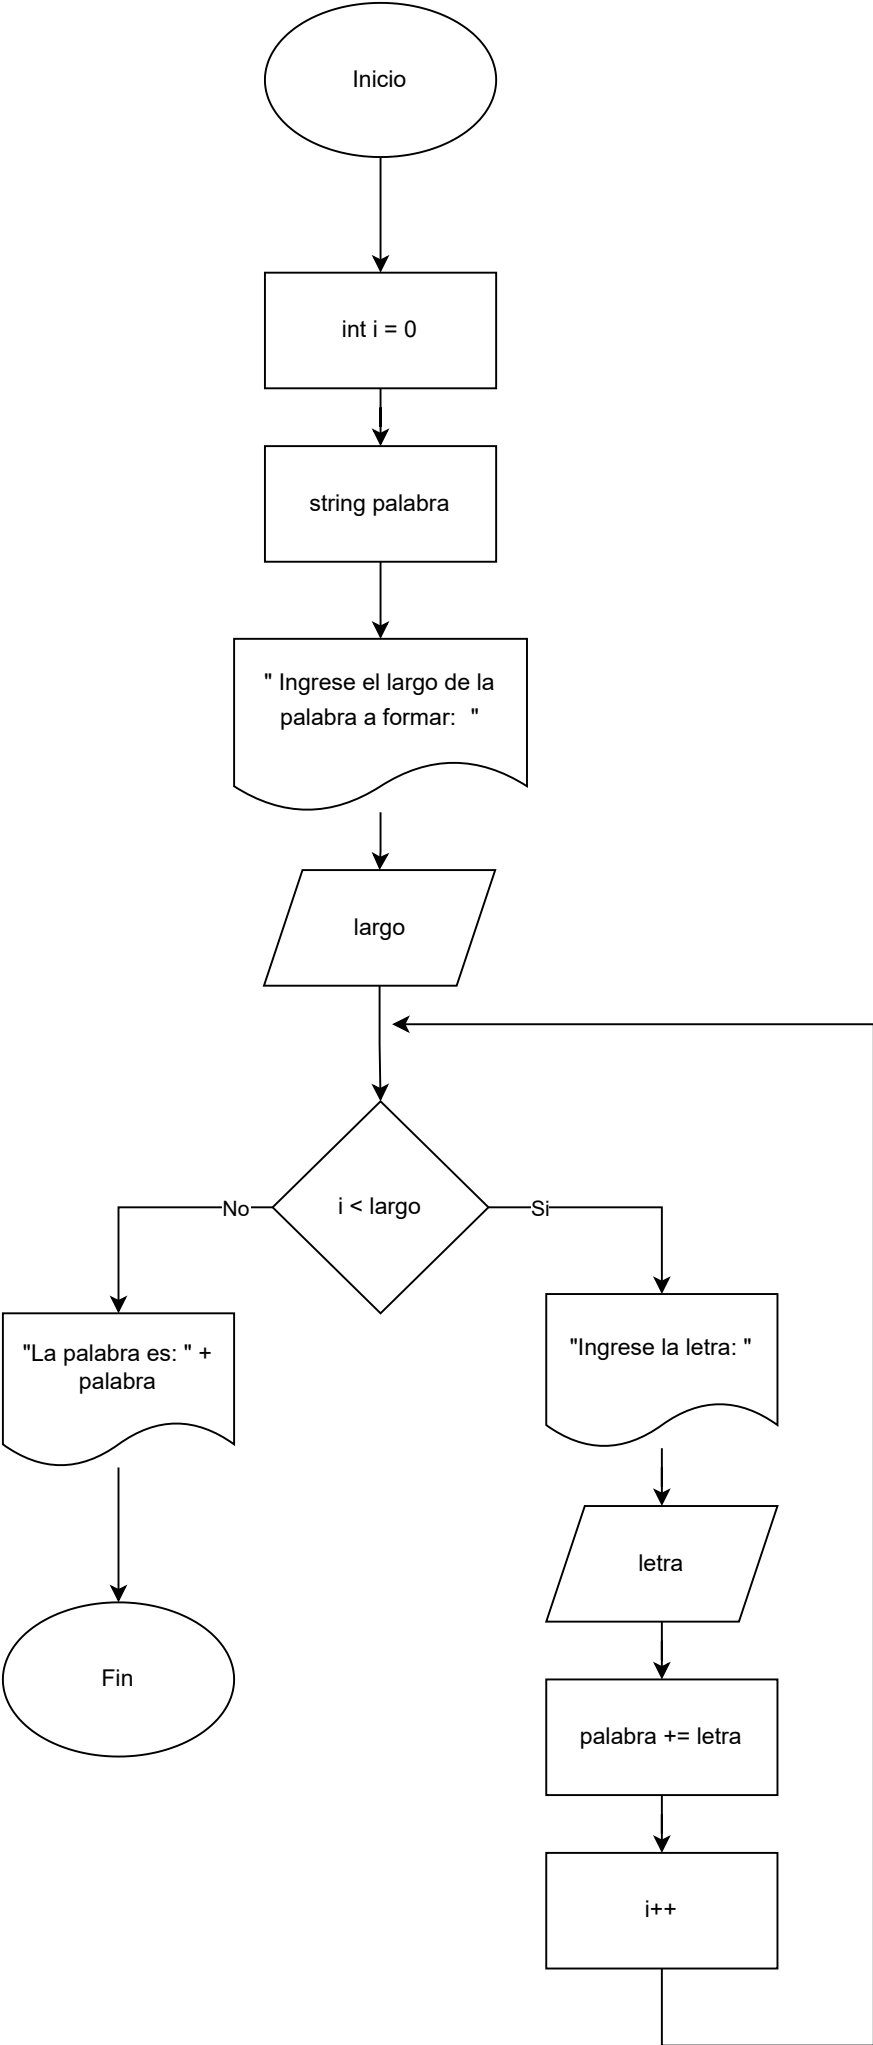 Inicio
int i = 0
string palabra
" Ingrese el largo de la
palabra a formar:  "
largo
i < largo
No
Si
"La palabra es: " +
palabra
Fin
"Ingrese la letra: "
letra
palabra += letra
i++